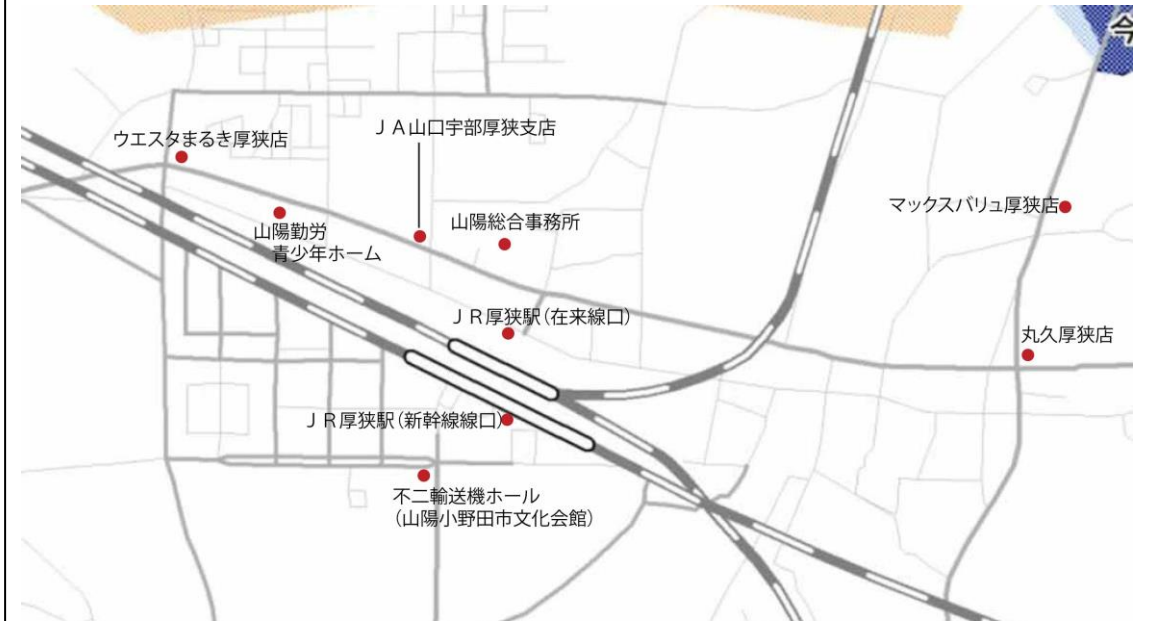 今
ウエスタまるき厚狭店
ＪＡ山口宇部厚狭支店
マックスバリュ厚狭店
山陽総合事務所
山陽勤労
青少年ホーム
ＪＲ厚狭駅（在来線口）
丸久厚狭店
ＪＲ厚狭駅（新幹線線口）
不二輸送機ホール
（山陽小野田市文化会館）